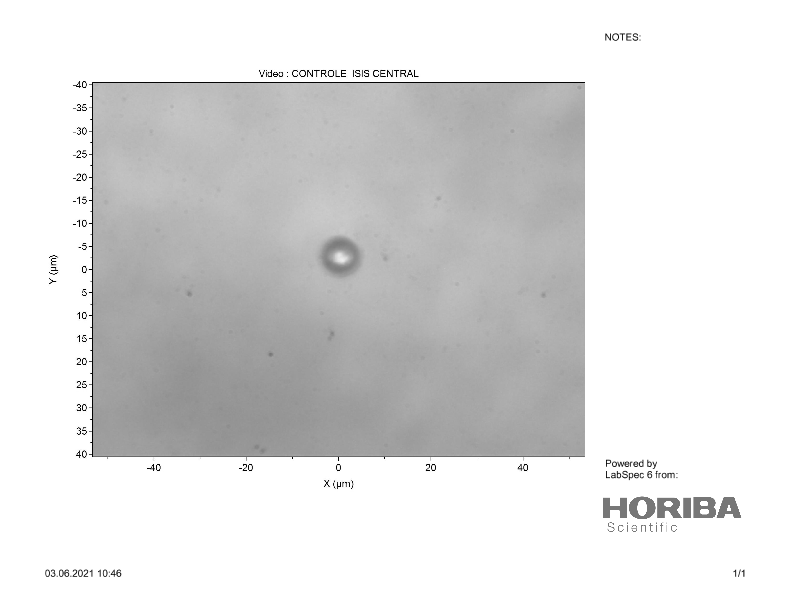 NOTES:
Video : CONTROLE ISIS CENTRAL
-40
-35
-30
-25
-20
-15
-10
-5
0
5
10
15
20
25
30
35
40
Y (µm)
-40 -20 0 20 40
X (µm)
Powered by
LabSpec 6 from:
HORIBA
Scientific
03.06.2021 10:46 1/1